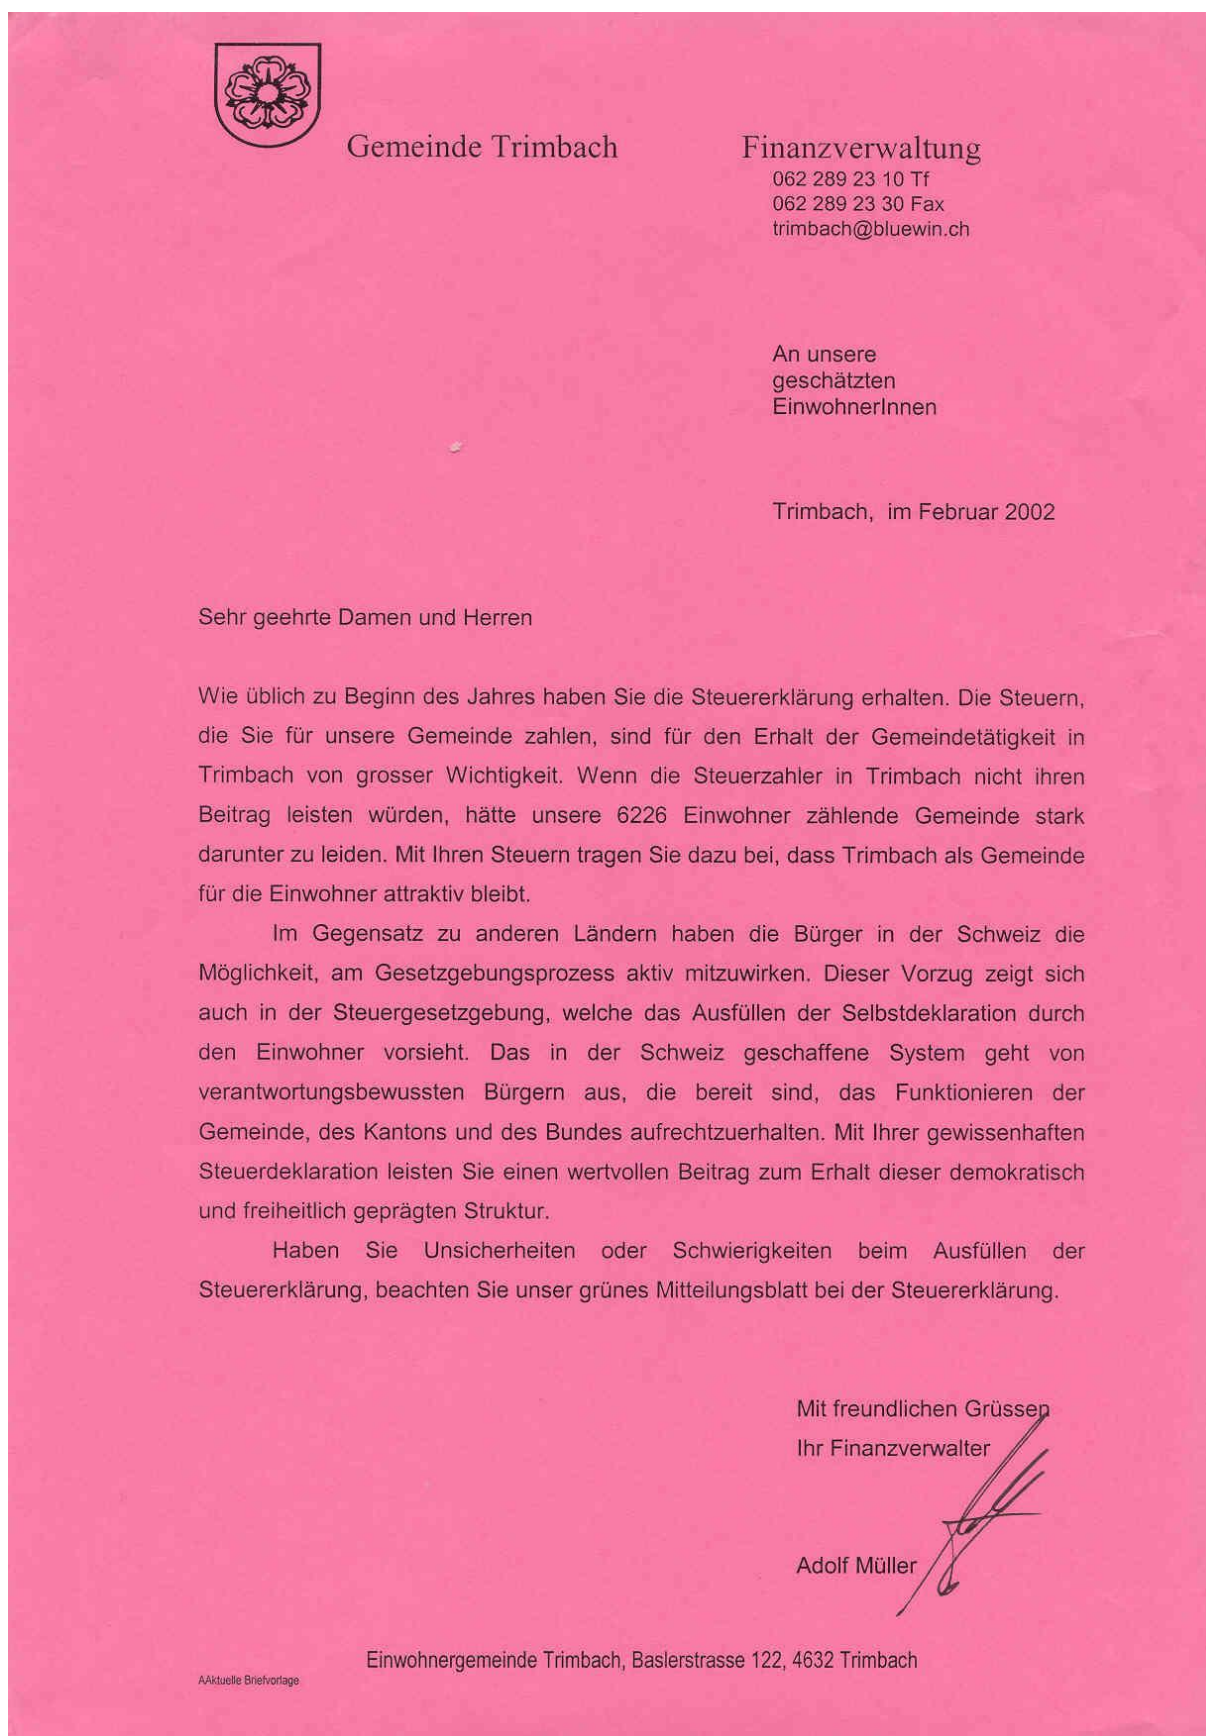 Gemeinde Trimbach
Finanzverwaltung
062 289 23 10 Tf
062 289 23 30 Fax
trimbach@bluewin.ch
An unsere
geschätzten
EinwohnerInnen
Trimbach, im Februar 2002
Sehr geehrte Damen und Herren
Wie üblich zu Beginn des Jahres haben Sie die Steuererklärung erhalten. Die Steuern,
die Sie für unsere Gemeinde zahlen, sind für den Erhalt der Gemeindetätigkeit in
Trimbach von grosser Wichtigkeit. Wenn die Steuerzahler in Trimbach nicht ihren
Beitrag leisten würden, hätte unsere 6226 Einwohner zählende Gemeinde stark
darunter zu leiden. Mit Ihren Steuern tragen Sie dazu bei, dass Trimbach als Gemeinde
für die Einwohner attraktiv bleibt.
Im Gegensatz zu anderen Ländern haben die Bürger in der Schweiz die
Möglichkeit, am Gesetzgebungsprozess aktiv mitzuwirken. Dieser Vorzug zeigt sich
auch in der Steuergesetzgebung, welche das Ausfüllen der Selbstdeklaration durch
den Einwohner vorsieht. Das in der Schweiz geschaffene System geht von
verantwortungsbewussten Bürgern aus, die bereit sind, das Funktionieren der
Gemeinde, des Kantons und des Bundes aufrechtzuerhalten. Mit Ihrer gewissenhaften
Steuerdeklaration leisten Sie einen wertvollen Beitrag zum Erhalt dieser demokratisch
und freiheitlich geprägten Struktur.
Haben Sie Unsicherheiten oder Schwierigkeiten beim Ausfüllen der
Steuererklärung, beachten Sie unser grünes Mitteilungsblatt bei der Steuererklärung.
Mit freundlichen Grüssen
Ihr Finanzverwalter
Adolf Müller
Einwohnergemeinde Trimbach, Baslerstrasse 122, 4632 Trimbach
AAktuelle Briefvorlage